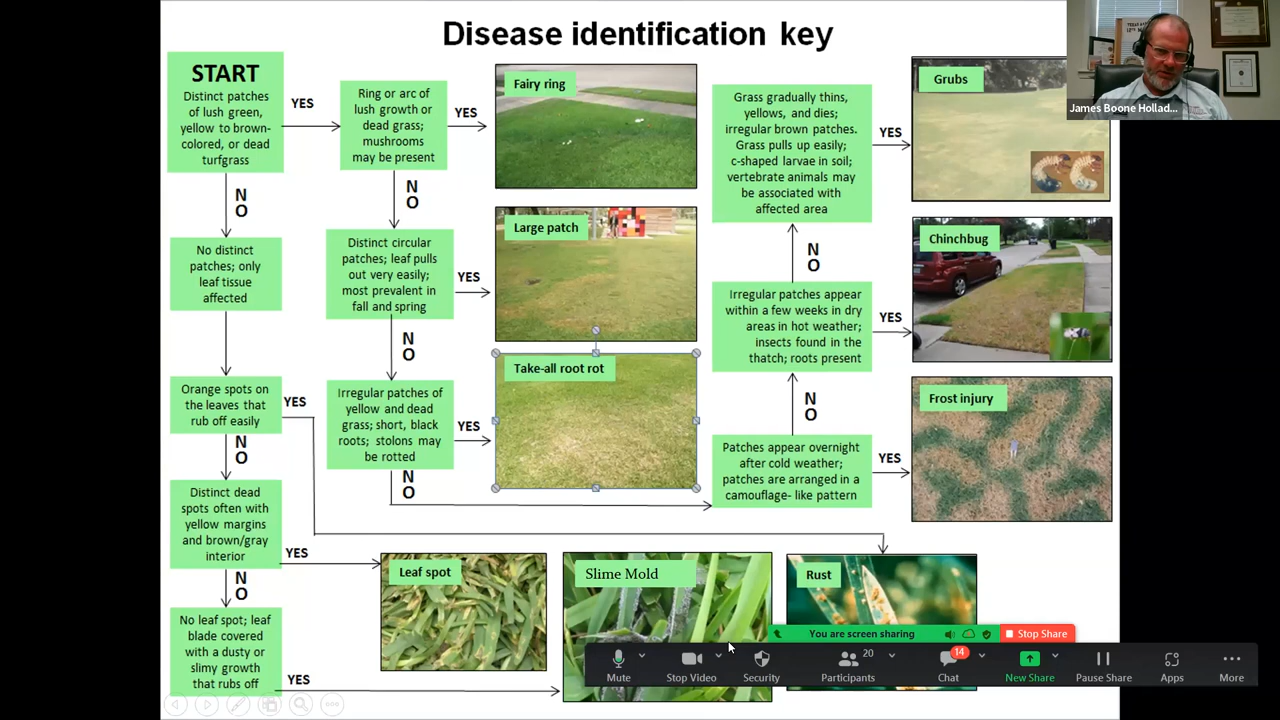 Disease identification key
START
Distinct patches
of lush green,
yellow to brown-
colored, or dead
turfgrass
YES
Ring or arc of
lush growth or
dead grass;
mushrooms
may be present
YES
Fairy ring
N
O
N
O
No distinct
patches; only
leaf tissue
affected
Distinct circular
patches; leaf pulls
out very easily;
most prevalent in
fall and spring
YES
Large patch
N
O
Orange spots on
the leaves that
rub off easily
YES
Irregular patches of
yellow and dead
grass; short, black
roots; stolons may
be rotted
YES
Take-all root rot
N
O
N
O
Distinct dead
spots often with
yellow margins
and brown/gray
interior
YES
Leaf spot
N
O
No leaf spot; leaf
blade covered
with a dusty or
slimy growth
that rubs off
YES
Slime Mold
Rust
Grass gradually thins,
yellows, and dies;
irregular brown patches.
Grass pulls up easily;
c-shaped larvae in soil;
vertebrate animals may
be associated with
affected area
YES
Grubs
N
O
Irregular patches appear
within a few weeks in dry
areas in hot weather;
insects found in the
thatch; roots present
YES
Chinchbug
N
O
Patches appear overnight
after cold weather;
patches are arranged in a
camouflage- like pattern
YES
Frost injury
James Boone Hollad...
You are screen sharing
Stop Share
Mute
Stop Video
Security
20
Participants
14
Chat
New Share
Pause Share
Apps
More